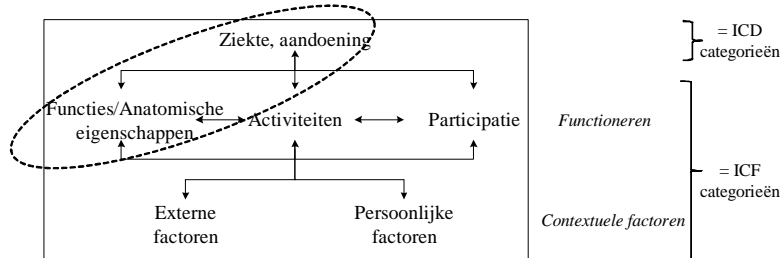 Ziekte, aandoening
= ICD
categorieën
Functies/Anatomische
eigenschappen
Activiteiten
Participatie
Functioneren
= ICF
categorieën
Externe
factoren
Persoonlijke
factoren
Contextuele factoren